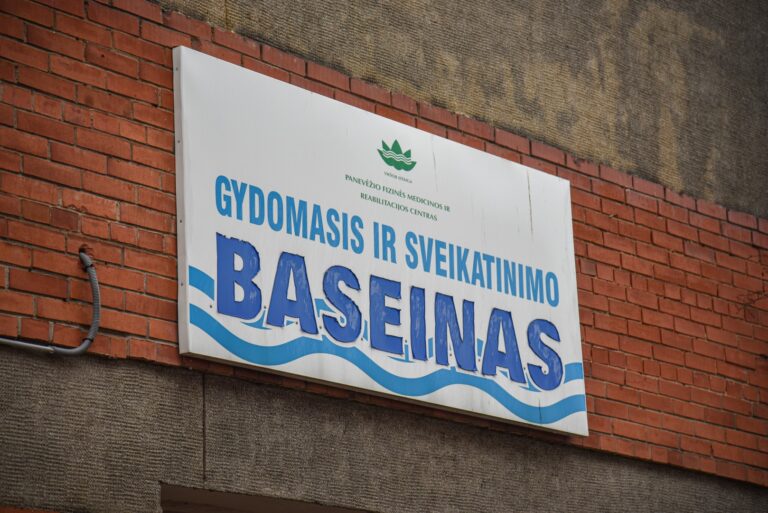 PANEVĖŽIO FIZINĖS MEDICINOS IR
REABILITACIJOS CENTRAS
GYDOMASIS IR SVEIKATINIMO
BASEINAS